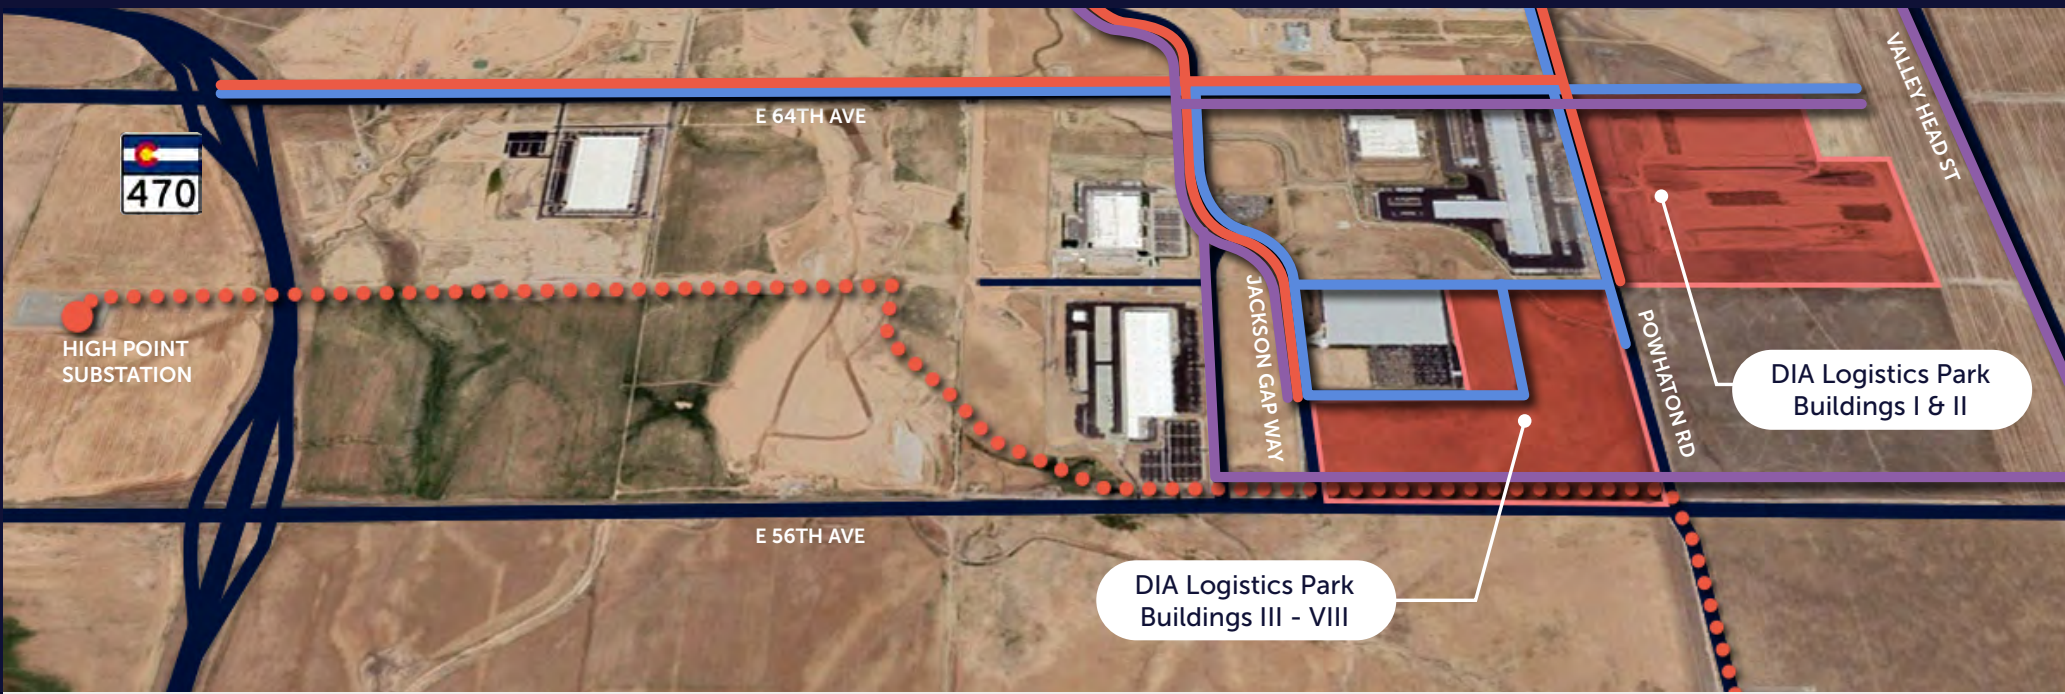 E 64TH AVE
VALLEY HEAD ST
470
HIGH POINT
SUBSTATION
JACKSON GAP WAY
POWHATON RD
DIA Logistics Park
Buildings I & II
E 56TH AVE
DIA Logistics Park
Buildings III - VIII